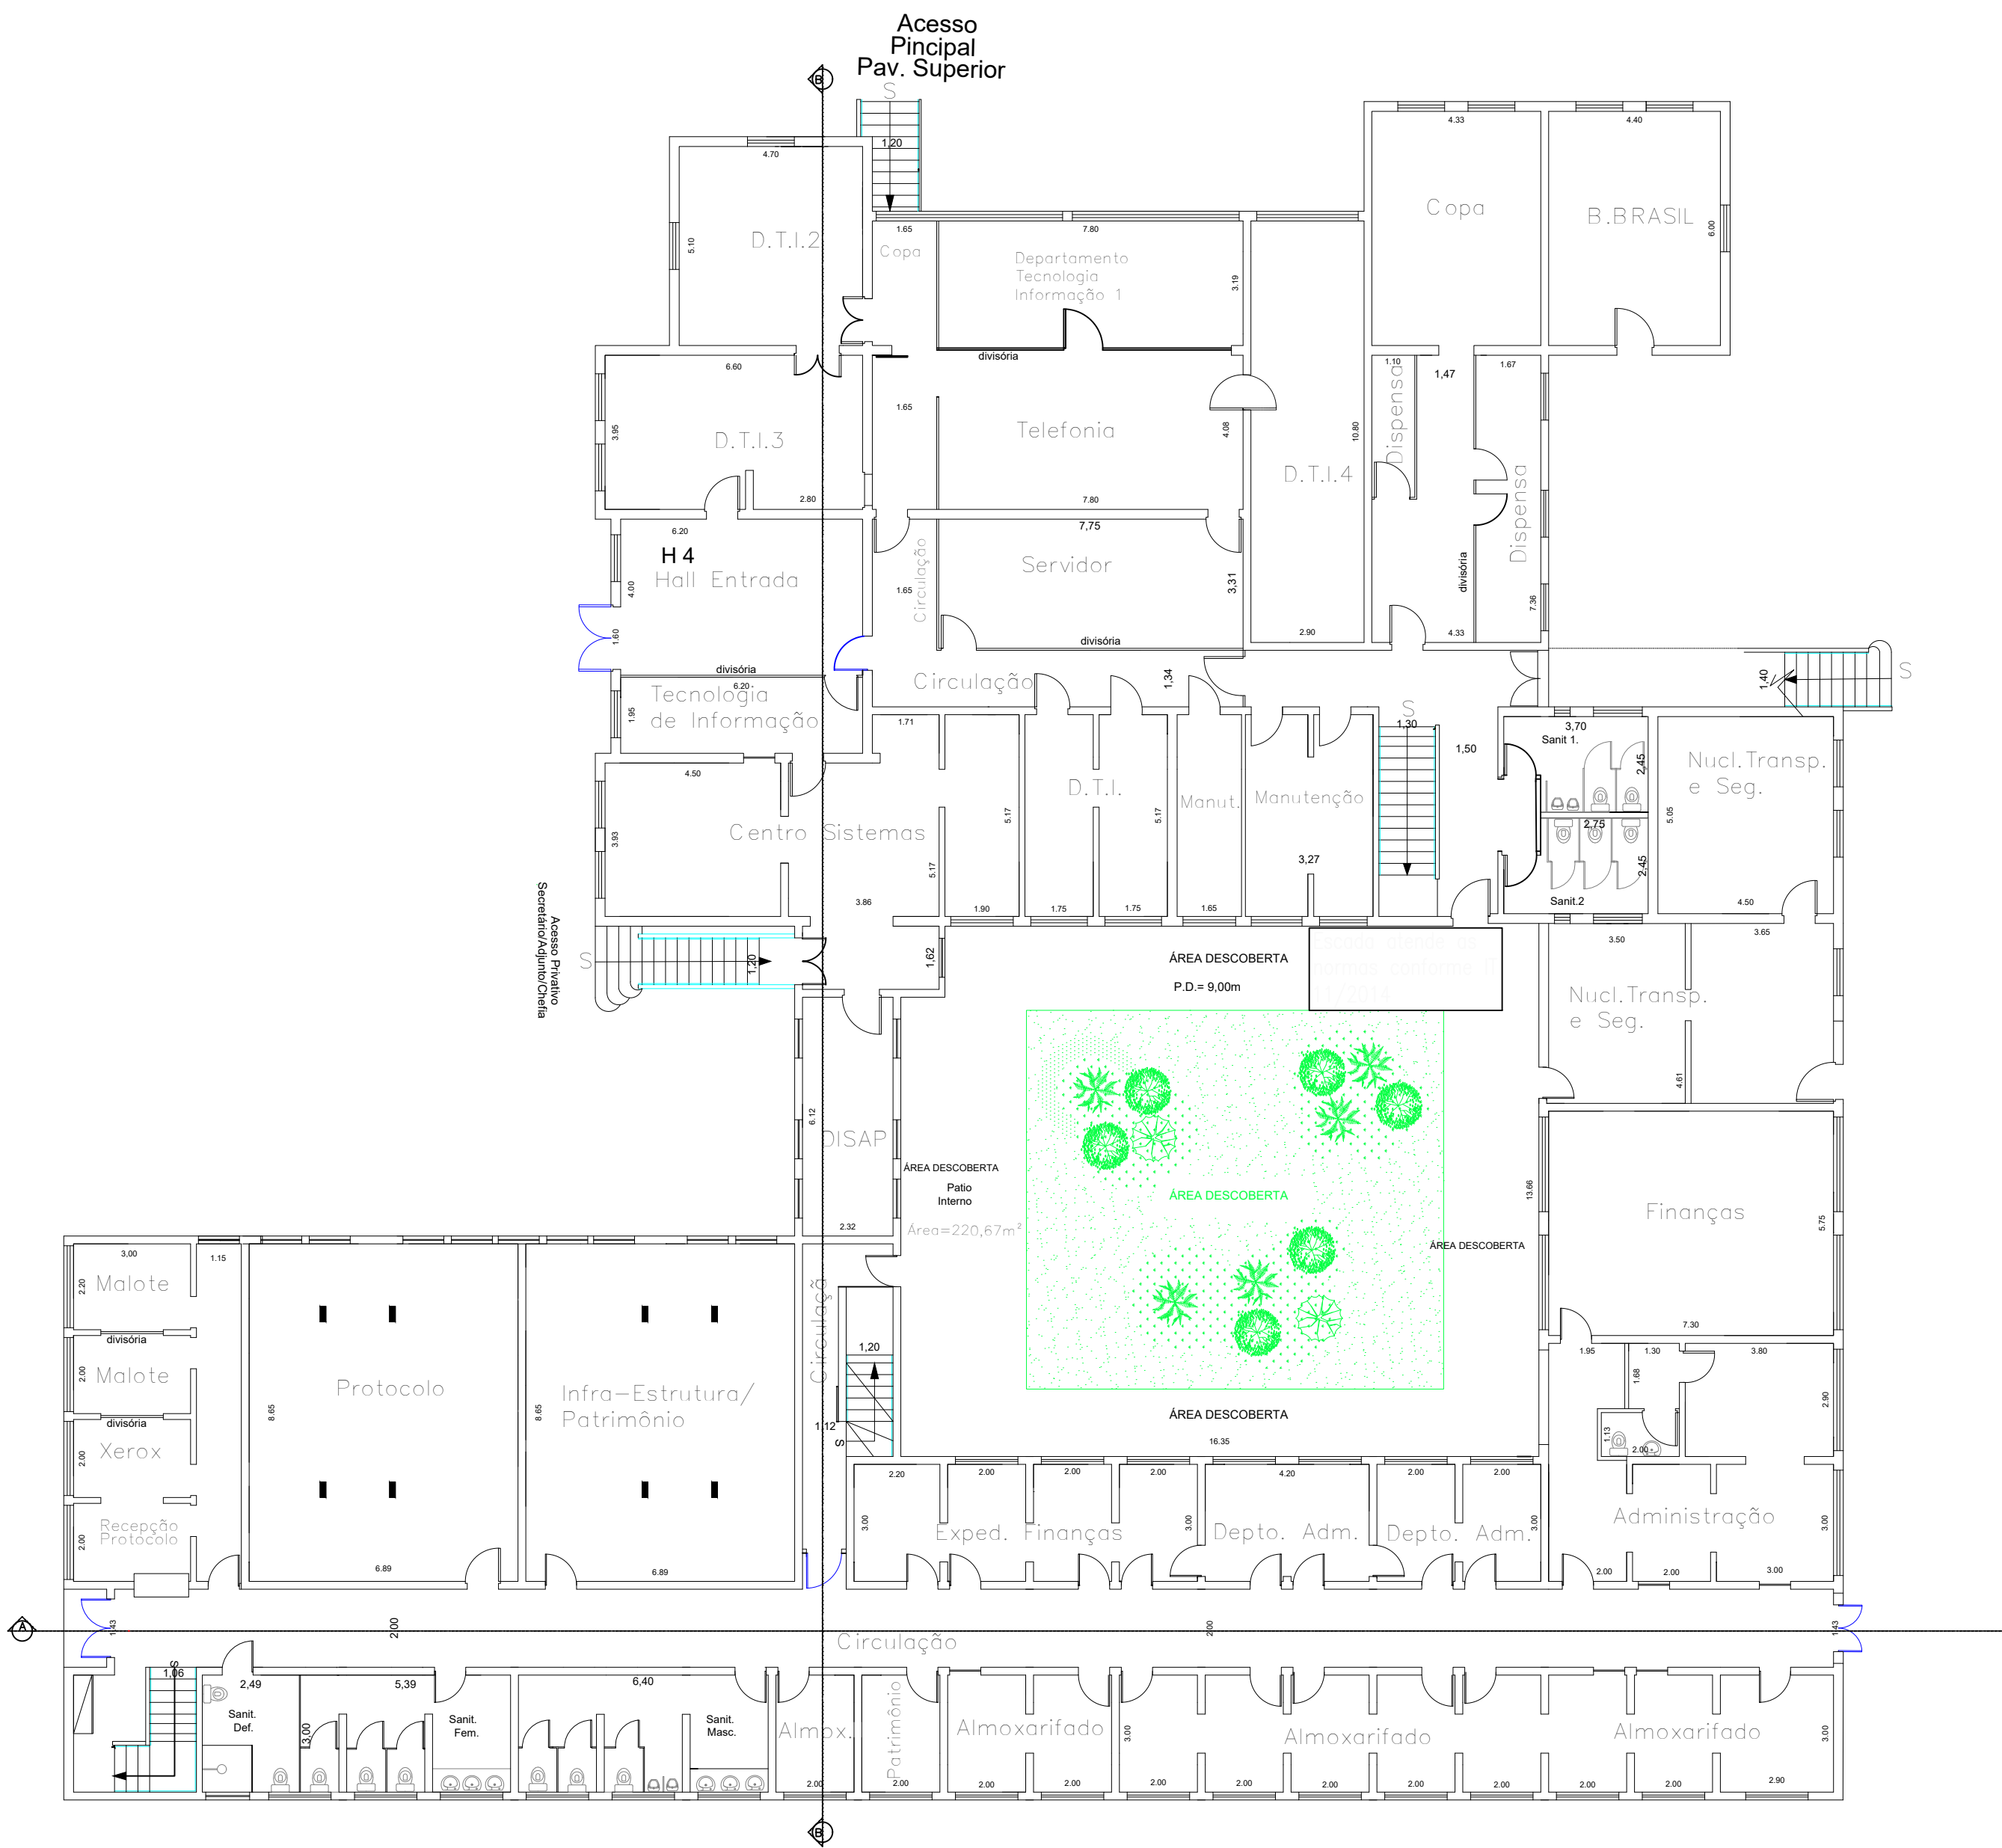 Acesso
Pincipal
Pav. Superior
B
S
1,20
4.70
4.33
4.40
D.T.I.2
5.10
1.65
Copa
7.80
Departamento
Tecnologia
Informação 1
3.19
Copa
B.BRASIL
6.00
divisória
6.60
D.T.I.3
3.95
2.80
1.65
Telefonia
4.08
7.80
10.80
D.T.I.4
1.10
Dispensa
1,47
1.67
Dispensa
divisória
7.36
4.33
2.90
6.20
H 4
Hall Entrada
4.00
1.60
divisória
Circulação
1.65
7,75
Servidor
3,31
divisória
Circulação
1,34
6.20
Tecnologia
de Informação
1.95
1.71
4.50
3.93
Centro Sistemas
5.17
3.86
5.17
1.90
D.T.I.
1.75
5.17
1.75
Manut.
1.65
Manutenção
3,27
S
1,30
1,50
3,70
Sanit 1.
2,45
2,75
2,45
Sanit.2
Nucl.Transp.
e Seg.
5.05
4.50
1,40
S
Acesso Privativo
Secretário/Adjunto/Chefia
S
1,20
1,62
ÁREA DESCOBERTA
P.D.= 9,00m
Escada atende as
normas conforme IT
11/2014
3.50
3.65
Nucl.Transp.
e Seg.
4.61
6.12
DISAP
2.32
ÁREA DESCOBERTA
Patio
Interno
Área=220,67m²
ÁREA DESCOBERTA
ÁREA DESCOBERTA
13.66
Finanças
5.75
7.30
3,00
Malote
2.20
divisória
1.15
Malote
2.00
divisória
Xerox
2.00
Recepção
Protocolo
2.00
Protocolo
8.65
6.89
Infra-Estrutura/
Patrimônio
8.65
6.89
Circulaçã
1,20
1,12
S
ÁREA DESCOBERTA
16.35
1.95
1.30
1.68
3.80
2.90
1.13
2.00
2.20
2.00
2.00
2.00
4.20
2.00
2.00
3.00
Exped. Finanças
3.00
Depto. Adm.
Depto. Adm.
3.00
Administração
3.00
2.00
2.00
3.00
A
1.43
2.00
Circulação
2.00
1.43
S
1,06
2,49
Sanit.
Def.
3,00
5,39
Sanit.
Fem.
6,40
Sanit.
Masc.
Almox.
2.00
Patrimônio
2.00
Almoxarifado
2.00
2.00
3.00
Almoxarifado
2.00
2.00
2.00
2.00
2.00
Almoxarifado
3.00
2.00
2.00
2.90
B